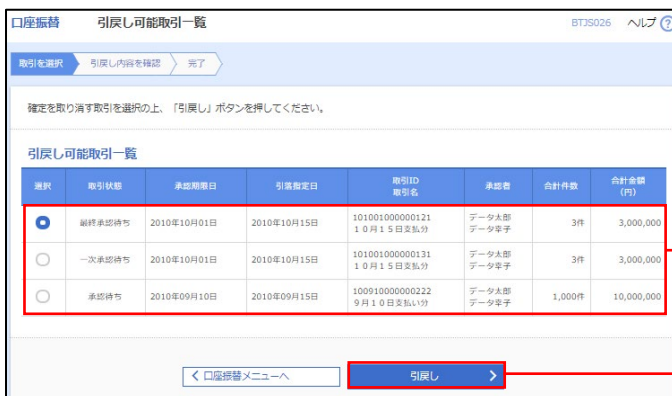 口座振替 引戻し可能取引一覧 BTJS026 ヘルプ ?
取引を選択 引戻し内容を確認 完了
確定を取り消す取引を選択の上、「引戻し」ボタンを押してください。
引戻し可能取引一覧
選択 取引状態 承認期限日 引落指定日 取引ID 承認者 合計件数 合計金額
取引名 (円)
最終承認待ち 2010年10月01日 2010年10月15日 101001000000121 データ太郎 3件 3,000,000
10月15日支払分 データ幸子
一次承認待ち 2010年10月01日 2010年10月15日 101001000000131 データ太郎 3件 3,000,000
10月15日支払分 データ幸子
承認待ち 2010年09月10日 2010年09月15日 100910000000222 データ太郎 1,000件 10,000,000
9月10日支払い分 データ幸子
口座振替メニューへ 引戻し